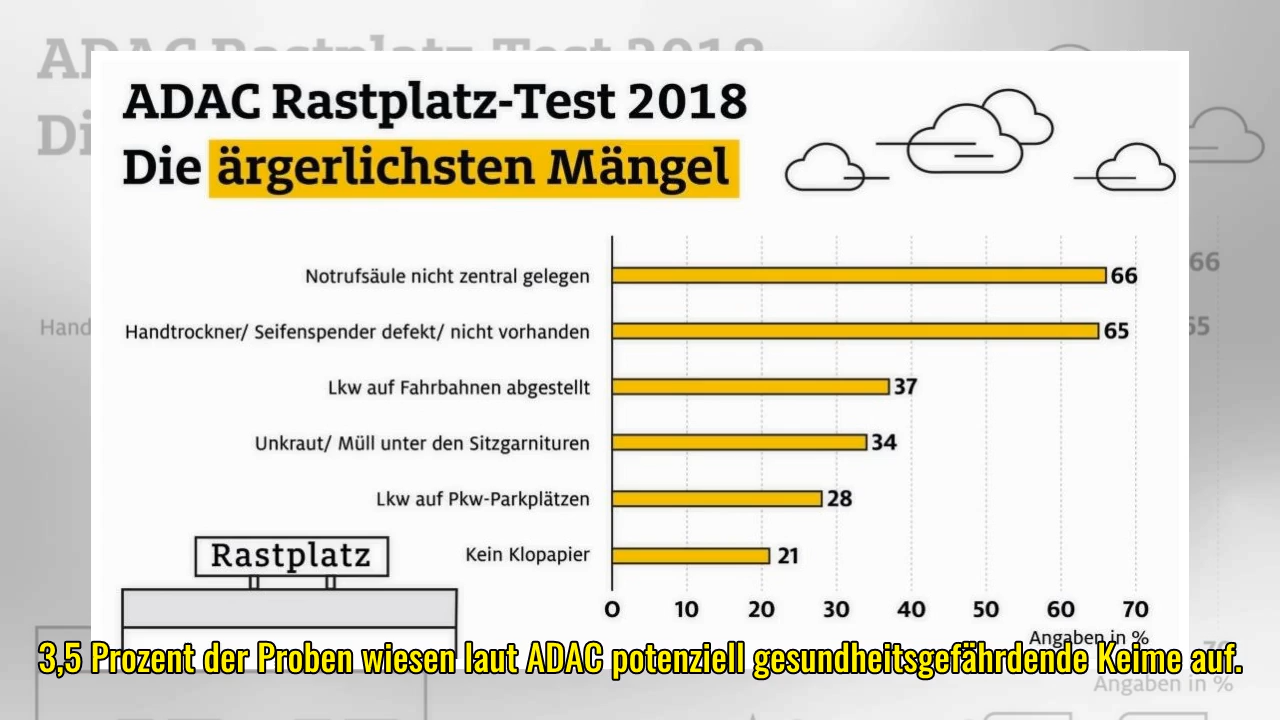 ADAC Rastplatz-Test 2018
Die ärgerlichsten Mängel
Notrufsäule nicht zentral gelegen 66
Handtrockner/ Seifenspender defekt/ nicht vorhanden 65
Lkw auf Fahrbahnen abgestellt 37
Unkraut/ Müll unter den Sitzgarnituren 34
Lkw auf Pkw-Parkplätzen 28
Kein Klopapier 21
Rastplatz
0 10 20 30 40 50 60 70
Angaben in %
3,5 Prozent der Proben wiesen laut ADAC potenziell gesundheitsgefährdende Keime auf.
Angaben in %